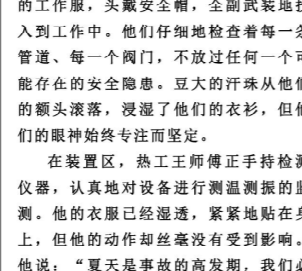 的工作服，头戴安全帽，全副武装地投
入到工作中。他们仔细地检查着每一条
管道、每一个阀门，不放过任何一个可
能存在的安全隐患。豆大的汗珠从他们
的额头滚落，浸湿了他们的衣衫，但他
们的眼神始终专注而坚定。
在装置区，热工王师傅正手持检测
仪器，认真地对设备进行测温测振的监
测。他的衣服已经湿透，紧紧地贴在身
上，但他的动作却丝毫没有受到影响。
他说：“夏天是事故的高发期，我们必